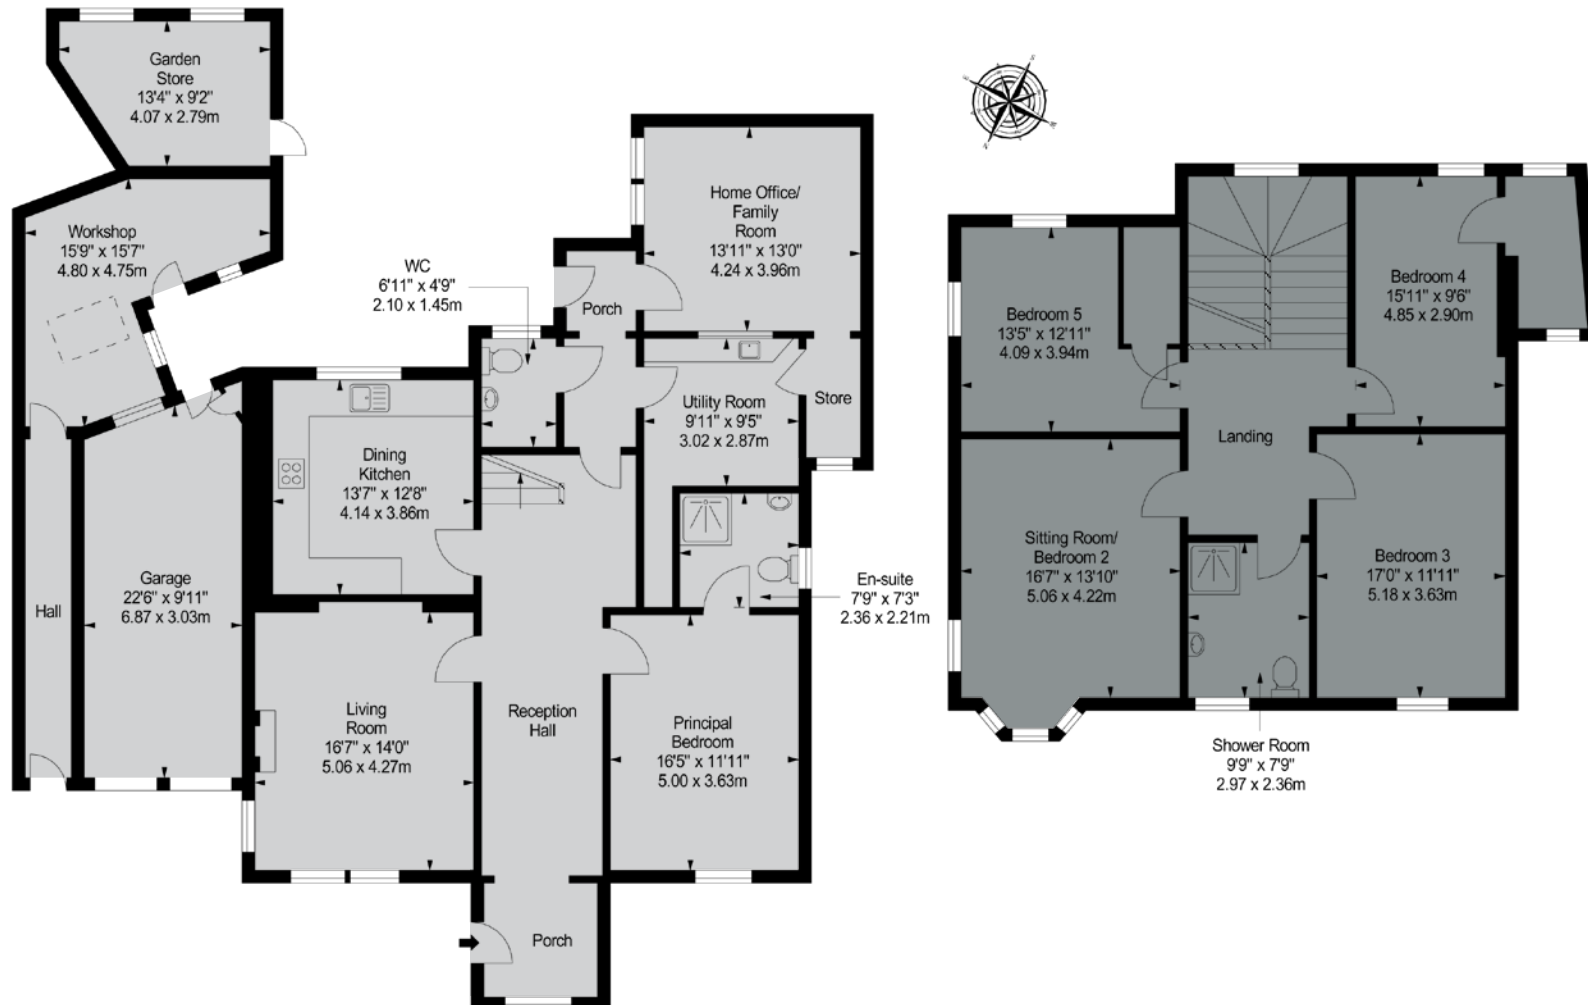 Garden
Store
13'4" x 9'2"
4.07 x 2.79m
Workshop
15'9" x 15'7"
4.80 x 4.75m
WC
6'11" x 4'9"
2.10 x 1.45m
Porch
Home Office/
Family
Room
13'11" x 13'0"
4.24 x 3.96m
Utility Room
9'11" x 9'5"
3.02 x 2.87m
Store
Dining
Kitchen
13'7" x 12'8"
4.14 x 3.86m
Hall
Garage
22'6" x 9'11"
6.87 x 3.03m
En-suite
7'9" x 7'3"
2.36 x 2.21m
Living
Room
16'7" x 14'0"
5.06 x 4.27m
Reception
Hall
Principal
Bedroom
16'5" x 11'11"
5.00 x 3.63m
Porch
S
N
Bedroom 5
13'5" x 12'11"
4.09 x 3.94m
Bedroom 4
15'11" x 9'6"
4.85 x 2.90m
Landing
Sitting Room/
Bedroom 2
16'7" x 13'10"
5.06 x 4.22m
Bedroom 3
17'0" x 11'11"
5.18 x 3.63m
Shower Room
9'9" x 7'9"
2.97 x 2.36m